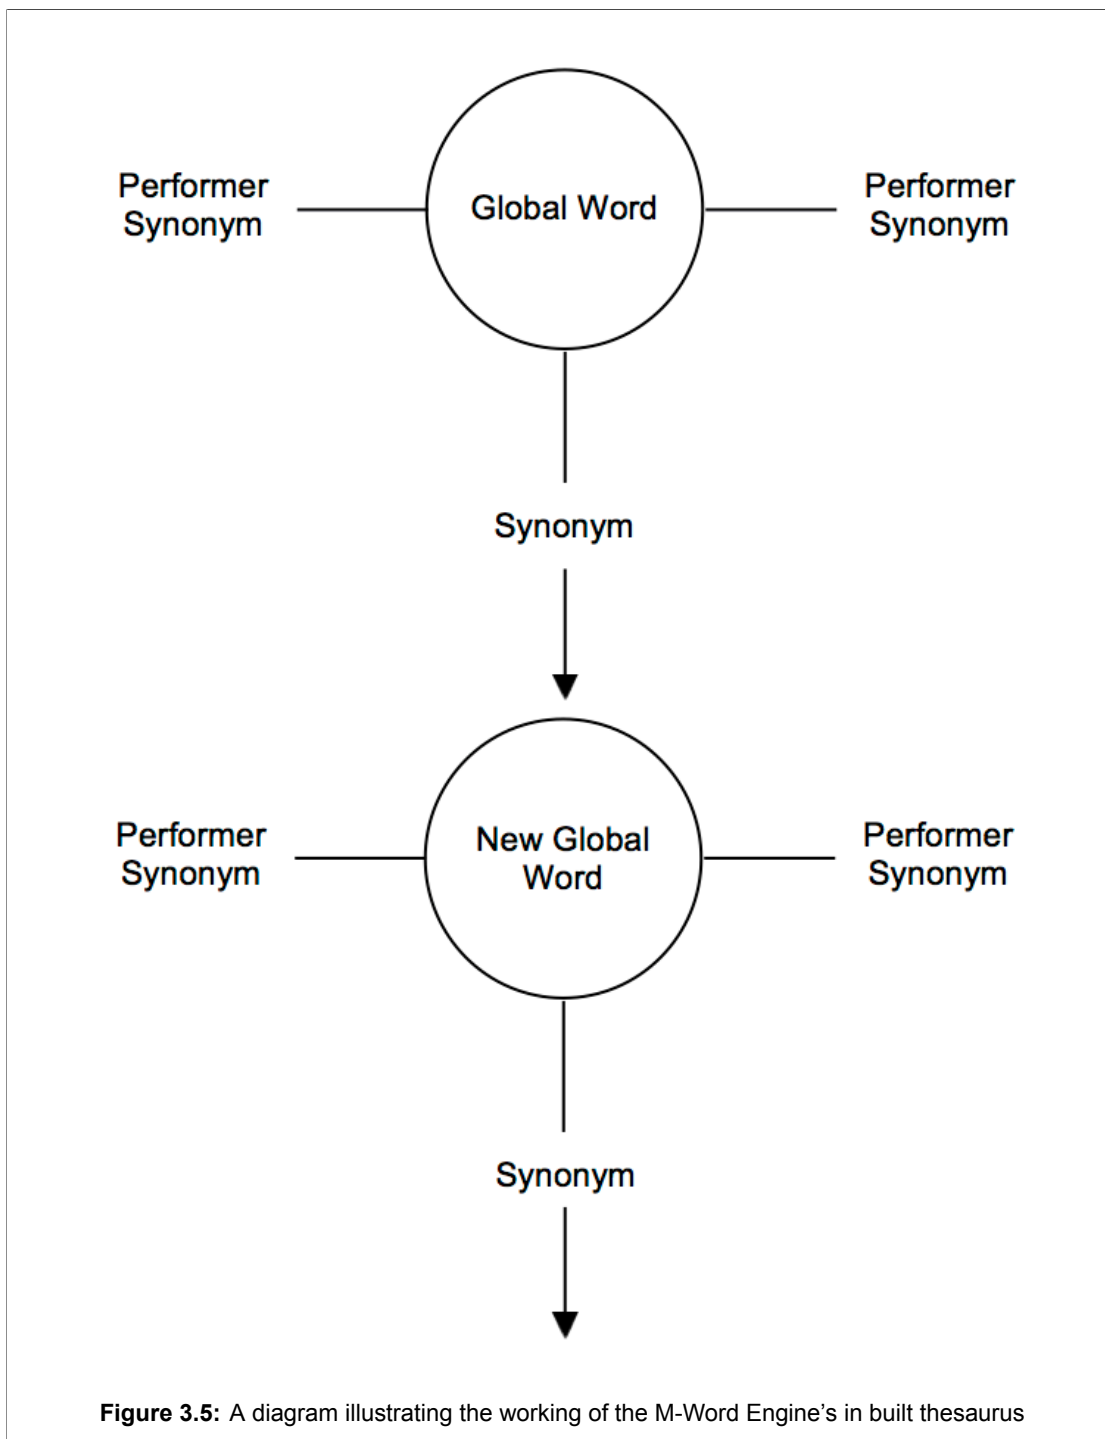 Performer
Synonym
Global Word
Performer
Synonym
Synonym
Performer
Synonym
New Global
Word
Performer
Synonym
Synonym
Figure 3.5: A diagram illustrating the working of the M-Word Engine's in built thesaurus